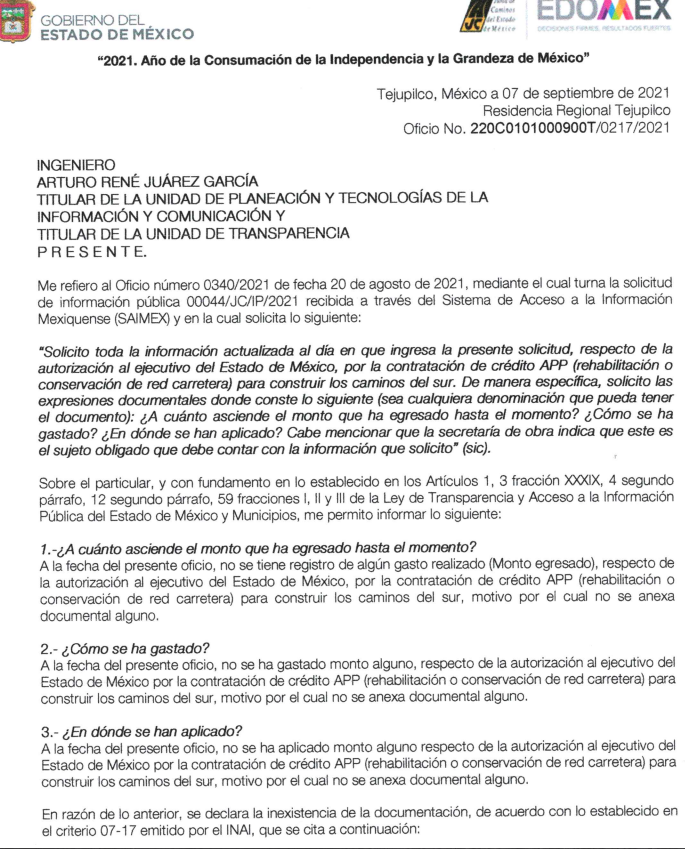 GOBIERNO DEL
ESTADO DE MÉXICO
Caminos
del Estado
de México
JC
EDOMEX
DECISIONES FIRMES, RESULTADOS FUERTES.
"2021. Año de la Consumación de la Independencia y la Grandeza de México"
Tejupilco, México a 07 de septiembre de 2021
Residencia Regional Tejupilco
Oficio No. 220C0101000900T/0217/2021
INGENIERO
ARTURO RENÉ JUÁREZ GARCÍA
TITULAR DE LA UNIDAD DE PLANEACIÓN Y TECNOLOGÍAS DE LA
INFORMACIÓN Y COMUNICACIÓN Y
TITULAR DE LA UNIDAD DE TRANSPARENCIA
P R E S E N T E.
Me refiero al Oficio número 0340/2021 de fecha 20 de agosto de 2021, mediante el cual turna la solicitud
de información pública 00044/JC/IP/2021 recibida a través del Sistema de Acceso a la Información
Mexiquense (SAIMEX) y en la cual solicita lo siguiente:
"Solicito toda la información actualizada al día en que ingresa la presente solicitud, respecto de la
autorización al ejecutivo del Estado de México, por la contratación de crédito APP (rehabilitación o
conservación de red carretera) para construir los caminos del sur. De manera específica, solicito las
expresiones documentales donde conste lo siguiente (sea cualquiera denominación que pueda tener
el documento): ¿A cuánto asciende el monto que ha egresado hasta el momento? ¿Cómo se ha
gastado? ¿En dónde se han aplicado? Cabe mencionar que la secretaría de obra indica que este es
el sujeto obligado que debe contar con la información que solicito" (sic).
Sobre el particular, y con fundamento en lo establecido en los Artículos 1, 3 fracción XXXIX, 4 segundo
párrafo, 12 segundo párrafo, 59 fracciones I, II y III de la Ley de Transparencia y Acceso a la Información
Pública del Estado de México y Municipios, me permito informar lo siguiente:
1.-¿A cuánto asciende el monto que ha egresado hasta el momento?
A la fecha del presente oficio, no se tiene registro de algún gasto realizado (Monto egresado), respecto de
la autorización al ejecutivo del Estado de México, por la contratación de crédito APP (rehabilitación o
conservación de red carretera) para construir los caminos del sur, motivo por el cual no se anexa
documental alguno.
2.- ¿Cómo se ha gastado?
A la fecha del presente oficio, no se ha gastado monto alguno, respecto de la autorización al ejecutivo del
Estado de México por la contratación de crédito APP (rehabilitación o conservación de red carretera) para
construir los caminos del sur, motivo por el cual no se anexa documental alguno.
3.- ¿En dónde se han aplicado?
A la fecha del presente oficio, no se ha aplicado monto alguno respecto de la autorización al ejecutivo del
Estado de México por la contratación de crédito APP (rehabilitación o conservación de red carretera) para
construir los caminos del sur, motivo por el cual no se anexa documental alguno.
En razón de lo anterior, se declara la inexistencia de la documentación, de acuerdo con lo establecido en
el criterio 07-17 emitido por el INAI, que se cita a continuación: